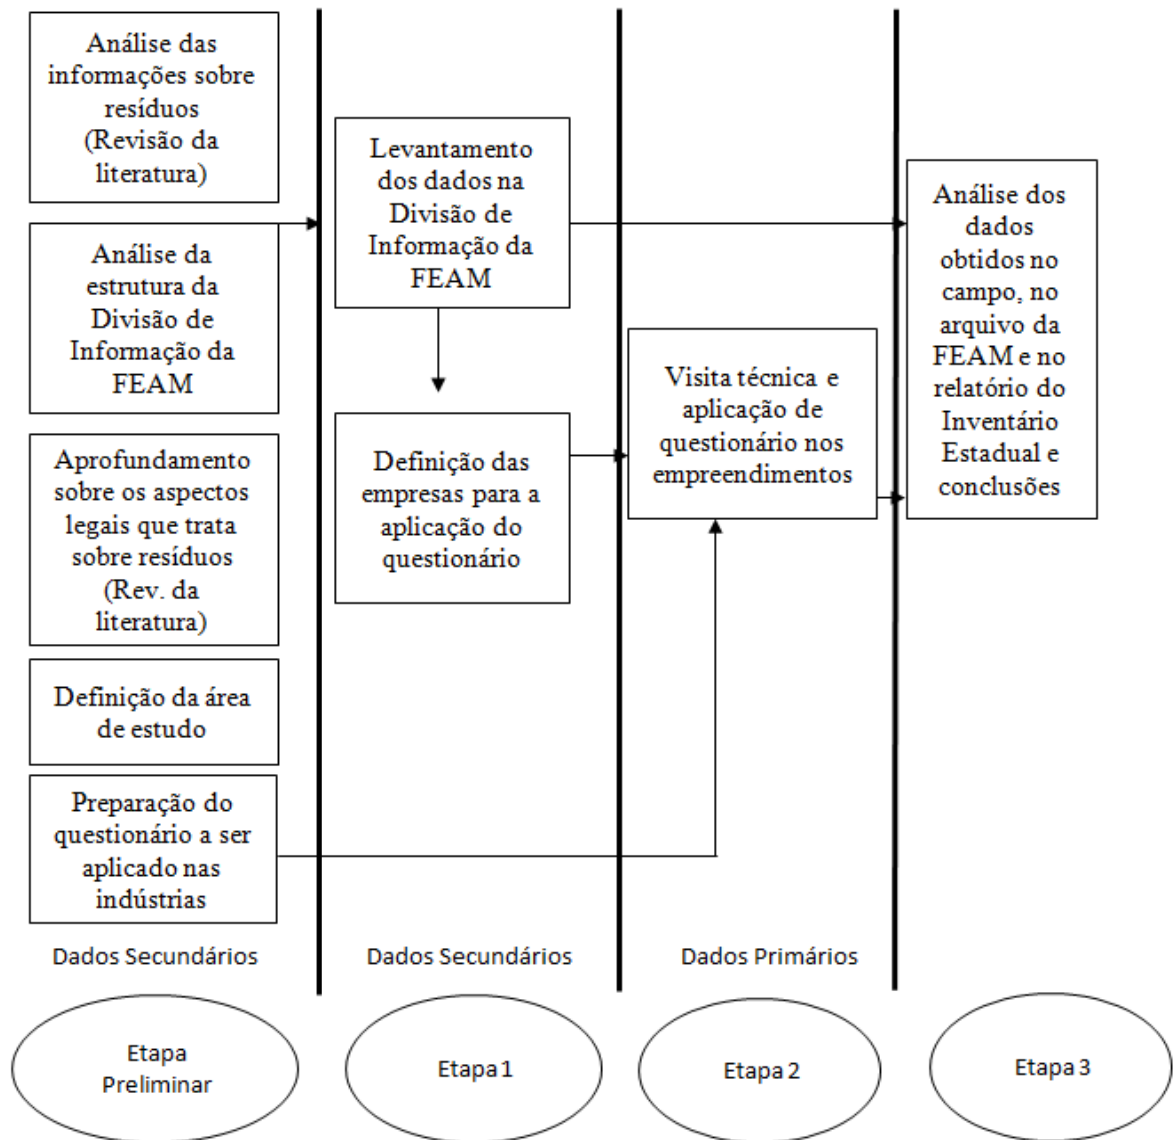 Análise das
informações sobre
resíduos
(Revisão da
literatura)
Análise da
estrutura da
Divisão de
Informação da
FEAM
Aprofundamento
sobre os aspectos
legais que trata
sobre resíduos
(Rev. da
literatura)
Definição da área
de estudo
Preparação do
questionário a ser
aplicado nas
indústrias
Dados Secundários
Etapa
Preliminar
Levantamento
dos dados na
Divisão de
Informação da
FEAM
Definição das
empresas para a
aplicação do
questionário
Dados Secundários
Etapa 1
Visita técnica e
aplicação de
questionário nos
empreendimentos
Dados Primários
Etapa 2
Análise dos
dados
obtidos no
campo, no
arquivo da
FEAM e no
relatório do
Inventário
Estadual e
conclusões
Etapa 3